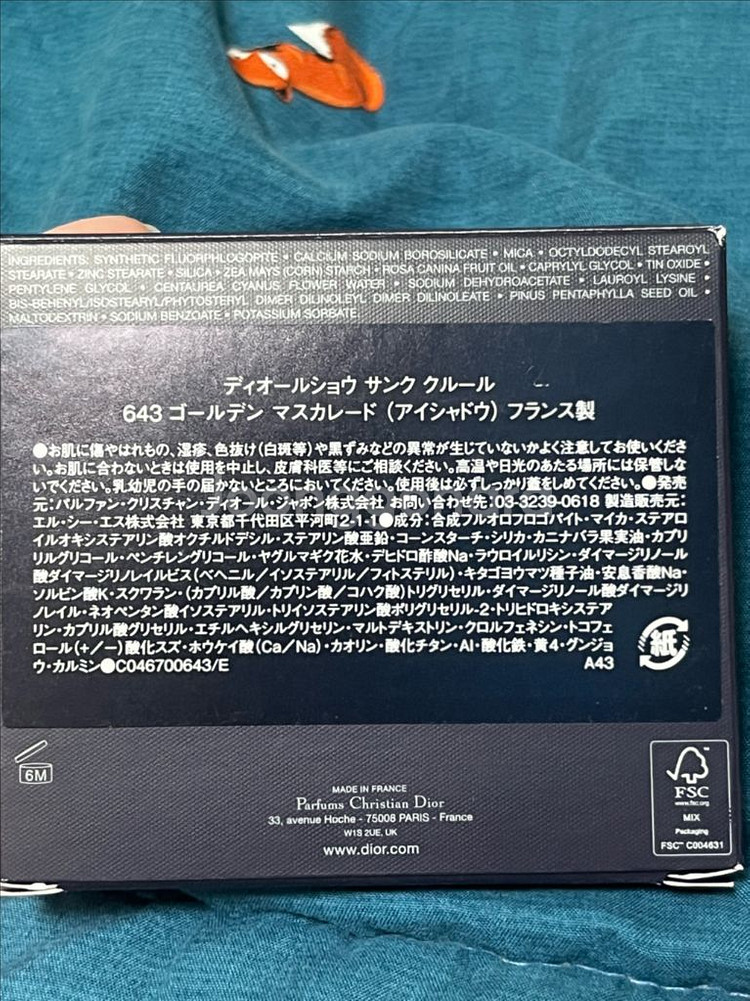 INGREDIENTS: SYNTHETIC FLUORPHLOGOPITE • CALCIUM SODIUM BOROSILICATE • MICA • OCTYLDODECYL STEAROYL
STEARATE • ZINC STEARATE • SILICA • ZEA MAYS (CORN) STARCH • ROSA CANINA FRUIT OIL • CAPRYLYL GLYCOL • TIN OXIDE •
PENTYLENE GLYCOL • CENTAUREA CYANUS FLOWER WATER • SODIUM DEHYDROACETATE • LAUROYL LYSINE •
BIS-BEHENYL/ISOSTEARYL/PHYTOSTERYL DIMER DILINOLEYL DIMER DILINOLEATE • PINUS PENTAPHYLLA SEED OIL •
MALTODEXTRIN • SODIUM BENZOATE • POTASSIUM SORBATE.
ディオールショウ サンク クルール
643 ゴールデン マスカレード (アイシャドウ) フランス製
●お肌に傷やはれもの、湿疹、色抜け(白斑等)や黒ずみなどの異常が生じていないかよく注意してお使いくださ
い。お肌に合わないときは使用を中止し、皮膚科医等にご相談ください。高温や日光のあたる場所には保管しな
いでください。乳幼児の手の届かないところにおいてください。使用後は必ずしっかり蓋をしめてください。●発売
元:パルファン・クリスチャン・ディオール・ジャポン株式会社 お問い合わせ先:03-3239-0618 製造販売元:
エル・シー・エス株式会社 東京都千代田区平河町2-1-1●成分:合成フルオロフロゴパイト・マイカ・ステアロ
イルオキシステアリン酸オクチルドデシル・ステアリン酸亜鉛・コーンスターチ・シリカ・カニナバラ果実油・カプリ
リルグリコール・ペンチレングリコール・ヤグルマギク花水・デヒドロ酢酸Na・ラウロイルリシン・ダイマージリノール
酸ダイマージリノレイルビス(ベヘニル/イソステアリル/フィトステリル)・キタゴヨウマツ種子油・安息香酸Na・
ソルビン酸K・スクワラン・(カプリル酸/カプリン酸/コハク酸)トリグリセリル・ダイマージリノール酸ダイマージリ
ノレイル・ネオペンタン酸イソステアリル・トリイソステアリン酸ポリグリセリル-2・トリヒドロキシステア
リン・カプリル酸グリセリル・エチルヘキシルグリセリン・マルトデキストリン・クロルフェネシン・トコフェ
ロール(+/-)酸化スズ・ホウケイ酸(Ca/Na)・カオリン・酸化チタン・Al・酸化鉄・黄4・グンジョ
ウ・カルミン●C046700643/E
A43
紙
6M
MADE IN FRANCE
Parfums Christian Dior
33, avenue Hoche - 75008 PARIS - France
W1S 2UE, UK
www.dior.com
FSC
www.fsc.org
MIX
Packaging
FSC™ C004631